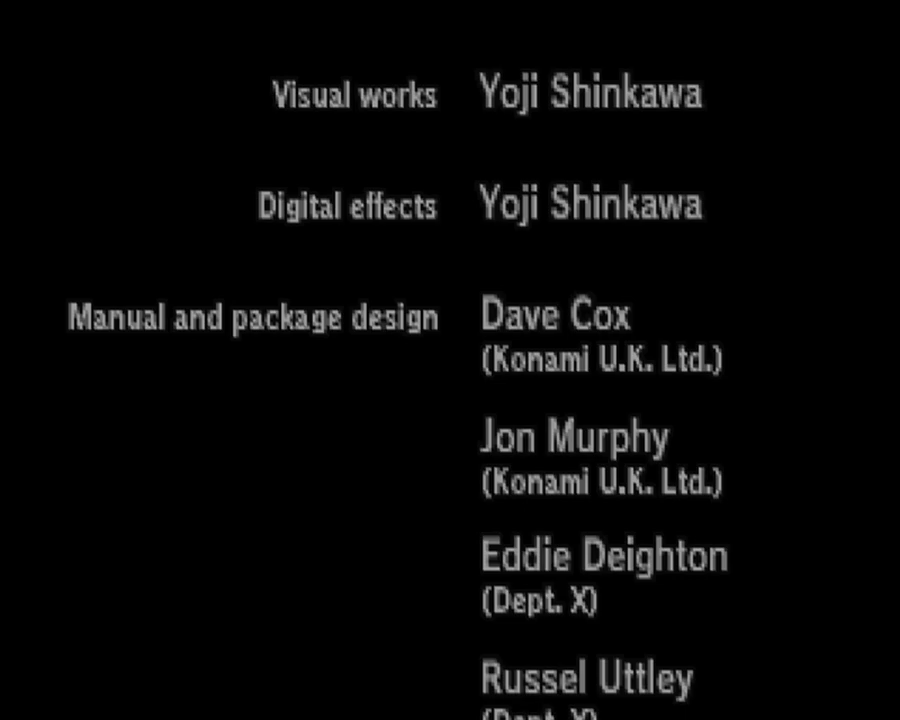 Visual works Yoji Shinkawa
Digital effects Yoji Shinkawa
Manual and package design Dave Cox
(Konami U.K. Ltd.)
Jon Murphy
(Konami U.K. Ltd.)
Eddie Deighton
(Dept. X)
Russel Uttley
(Dept. X)